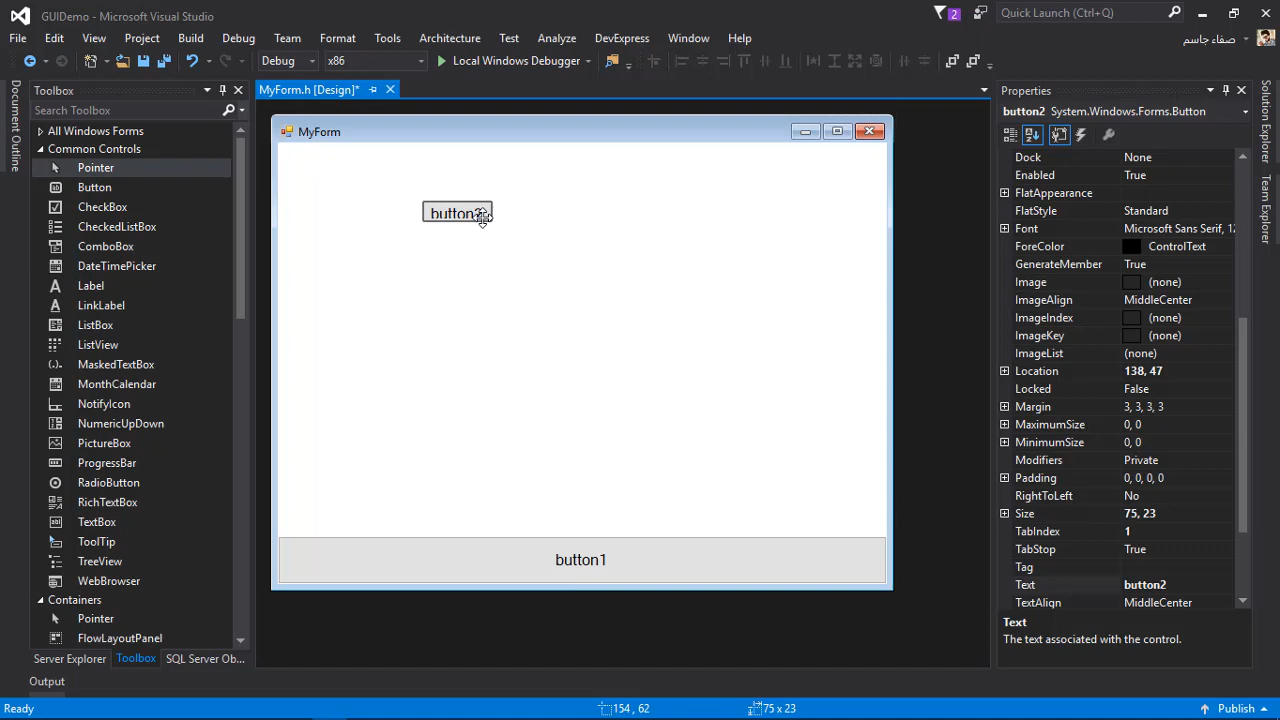 GUIDemo - Microsoft Visual Studio
2
Quick Launch (Ctrl+Q)
File Edit View Project Build Debug Team Format Tools Architecture Test Analyze DevExpress Window Help
صفاء جاسم
Debug x86 Local Windows Debugger
Document Outline
Toolbox
Search Toolbox
All Windows Forms
Common Controls
Pointer
Button
CheckBox
CheckedListBox
ComboBox
DateTimePicker
Label
LinkLabel
ListBox
ListView
MaskedTextBox
MonthCalendar
NotifyIcon
NumericUpDown
PictureBox
ProgressBar
RadioButton
RichTextBox
TextBox
ToolTip
TreeView
WebBrowser
Containers
Pointer
FlowLayoutPanel
Server Explorer Toolbox SQL Server Ob...
Output
MyForm.h [Design]*
MyForm
button2
button1
Properties
button2 System.Windows.Forms.Button
Dock None
Enabled True
FlatAppearance
FlatStyle Standard
Font Microsoft Sans Serif, 12
ForeColor ControlText
GenerateMember True
Image (none)
ImageAlign MiddleCenter
ImageIndex (none)
ImageKey (none)
ImageList (none)
Location 138, 47
Locked False
Margin 3, 3, 3, 3
MaximumSize 0, 0
MinimumSize 0, 0
Modifiers Private
Padding 0, 0, 0, 0
RightToLeft No
Size 75, 23
TabIndex 1
TabStop True
Tag
Text button2
TextAlign MiddleCenter
Text
The text associated with the control.
Solution Explorer
Team Explorer
Ready 154 , 62 75 x 23 Publish